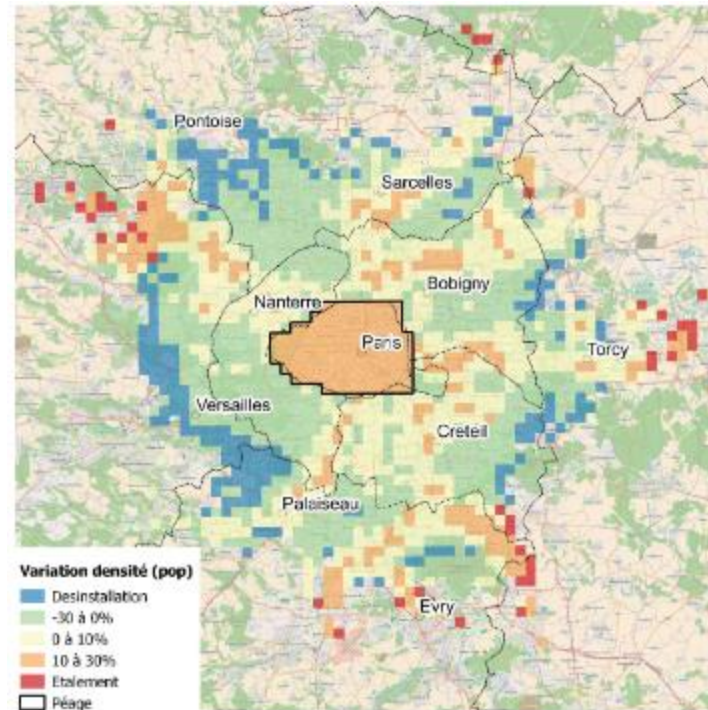 Pontoise
Sarcelles
Bobigny
Nanterre
Paris
Torcy
Versailles
Créteil
Palaiseau
Evry
Variation densité (pop)
Desinstallation
-30 à 0%
0 à 10%
10 à 30%
Etalement
Péage